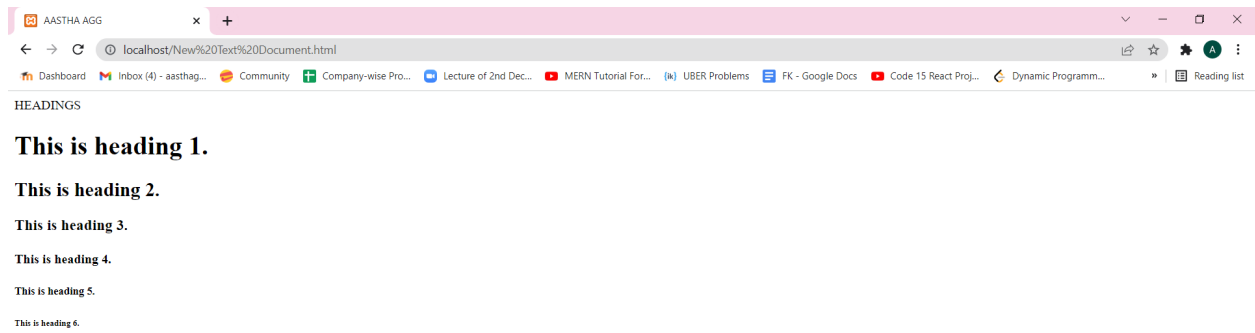 AASTHA AGG
localhost/New%20Text%20Document.html
A
Dashboard Inbox (4) - aasthag... Community Company-wise Pro... Lecture of 2nd Dec... MERN Tutorial For... {ik} UBER Problems FK - Google Docs Code 15 React Proj... Dynamic Programm... » Reading list
HEADINGS
This is heading 1.
This is heading 2.
This is heading 3.
This is heading 4.
This is heading 5.
This is heading 6.